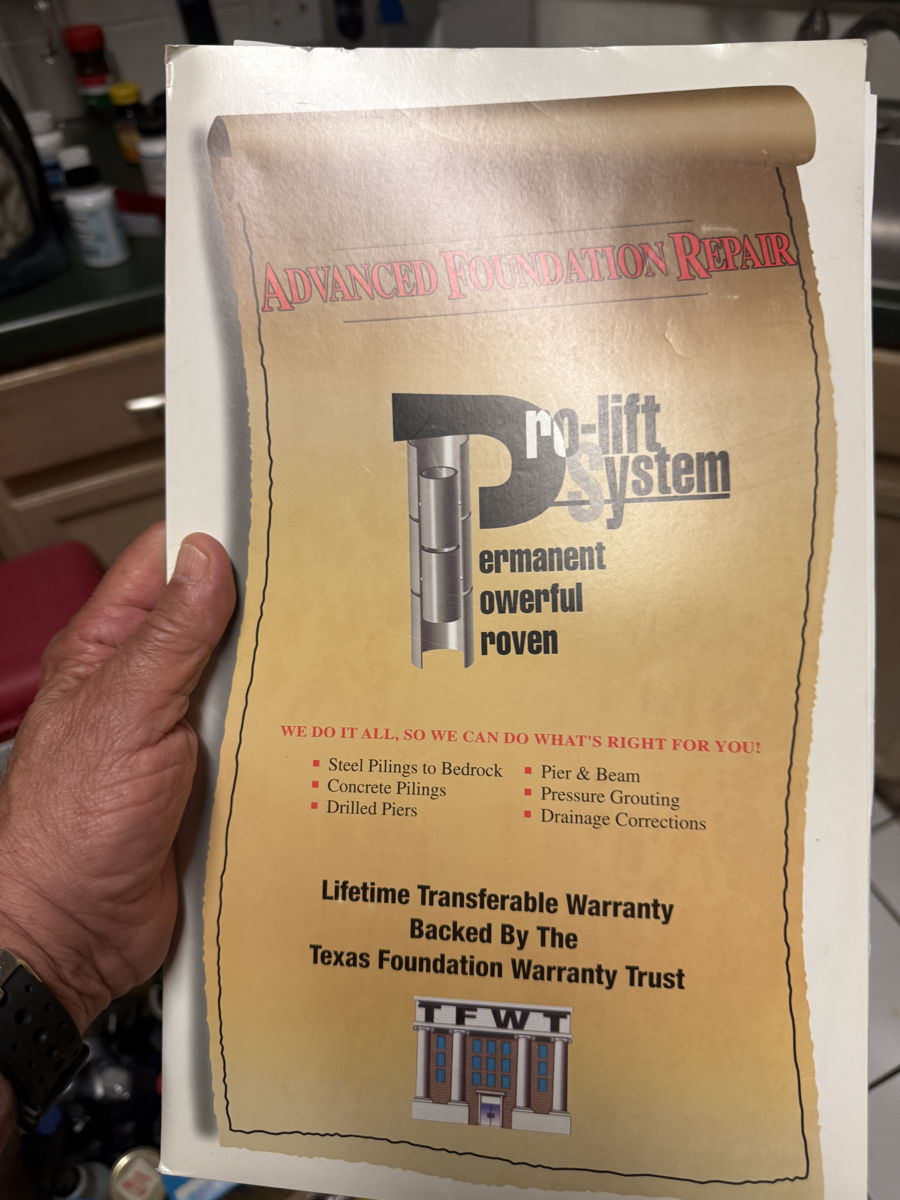 ADVANCED FOUNDATION REPAIR
Pro-lift
System
ermanent
owerful
roven
WE DO IT ALL, SO WE CAN DO WHAT'S RIGHT FOR YOU!
Steel Pilings to Bedrock
Concrete Pilings
Drilled Piers
Pier & Beam
Pressure Grouting
Drainage Corrections
Lifetime Transferable Warranty
Backed By The
Texas Foundation Warranty Trust
TFWT